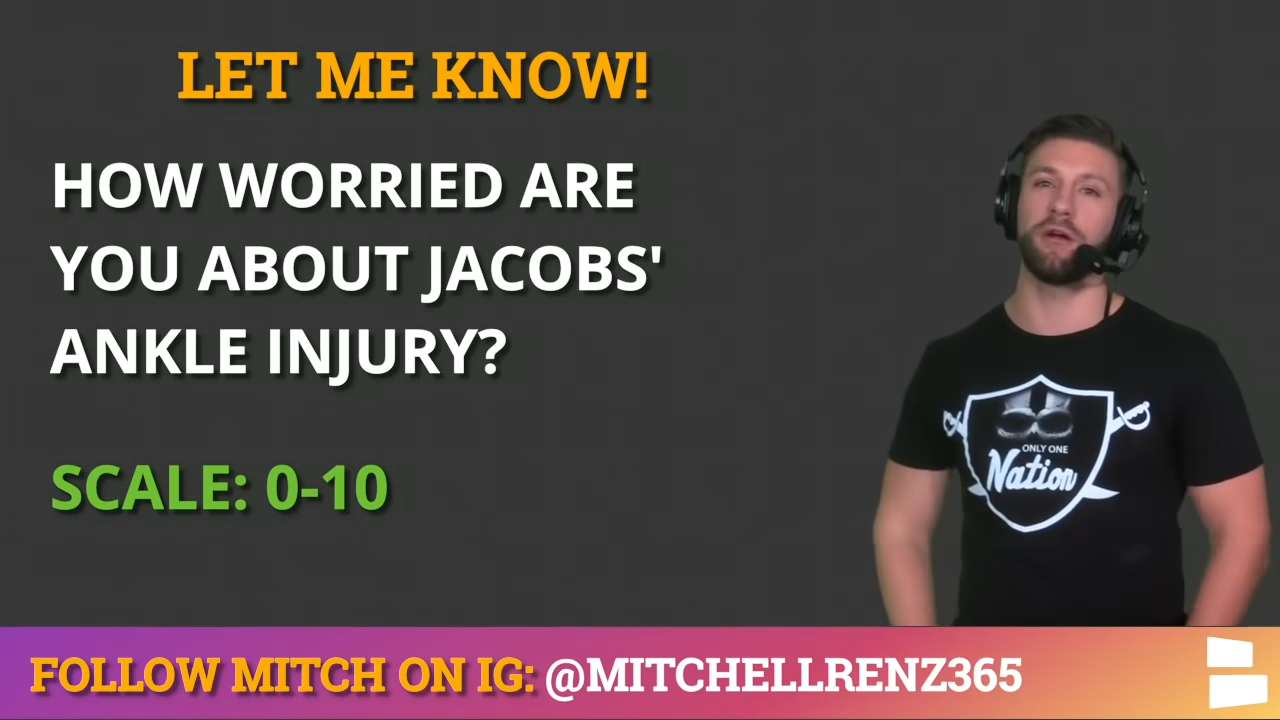 LET ME KNOW!
HOW WORRIED ARE
YOU ABOUT JACOBS'
ANKLE INJURY?
SCALE: 0-10
ONLY ONE
Nation
FOLLOW MITCH ON IG: @MITCHELLRENZ365